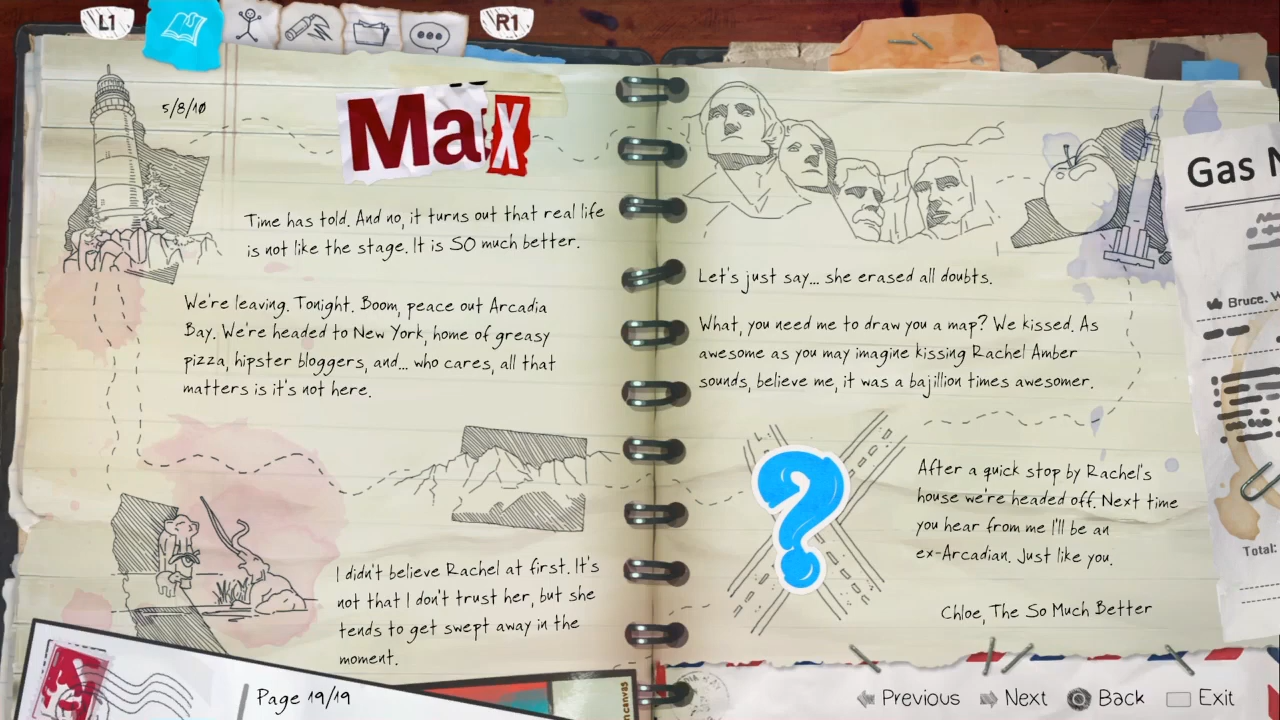 L1
R1
5/8/10
Max
Time has told. And no, it turns out that real life
is not like the stage. It is SO much better.
We're leaving. Tonight. Boom, peace out Arcadia
Bay. We're headed to New York, home of greasy
pizza, hipster bloggers, and... who cares, all that
matters is it's not here.
I didn't believe Rachel at first. It's
not that I don't trust her, but she
tends to get swept away in the
moment.
Page 19/19
Let's just say... she erased all doubts.
What, you need me to draw you a map? We kissed. As
awesome as you may imagine kissing Rachel Amber
sounds, believe me, it was a bajillion times awesomer.
?
After a quick stop by Rachel's
house we're headed off. Next time
you hear from me I'll be an
ex-Arcadian. Just like you.
Chloe, The So Much Better
Gas
Bruce.
Total:
Previous
Next
Back
Exit